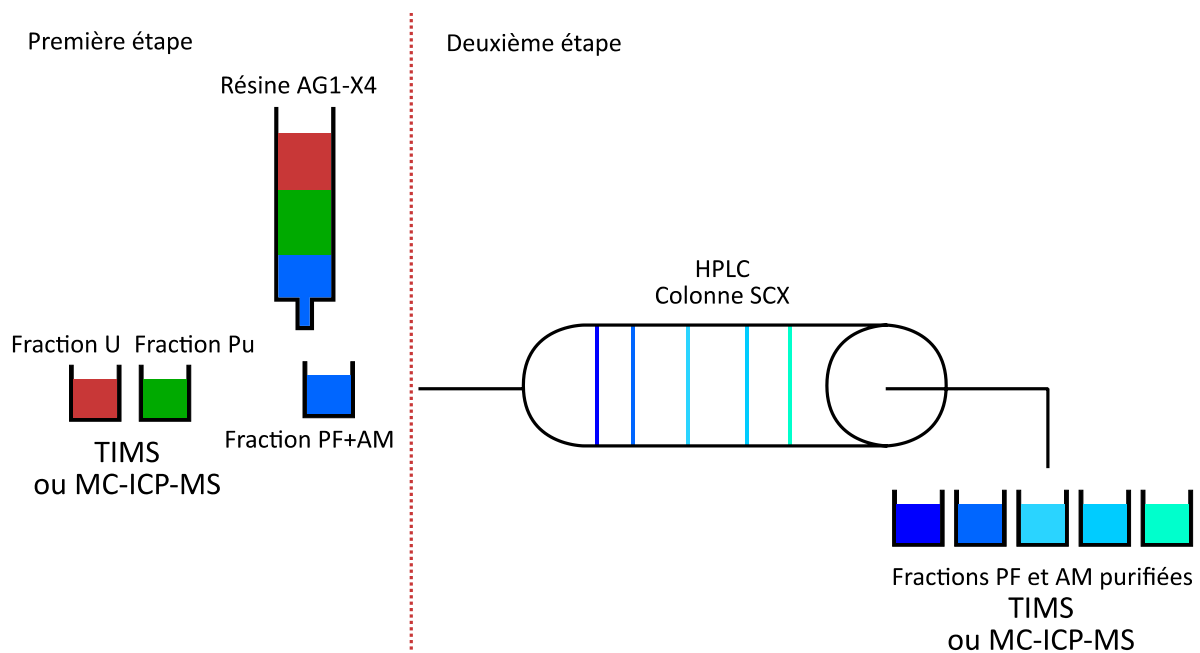 Première étape
Résine AG1-X4
Fraction U
Fraction Pu
TIMS
ou MC-ICP-MS
Fraction PF+AM
Deuxième étape
HPLC
Colonne SCX
Fractions PF et AM purifiées
TIMS
ou MC-ICP-MS